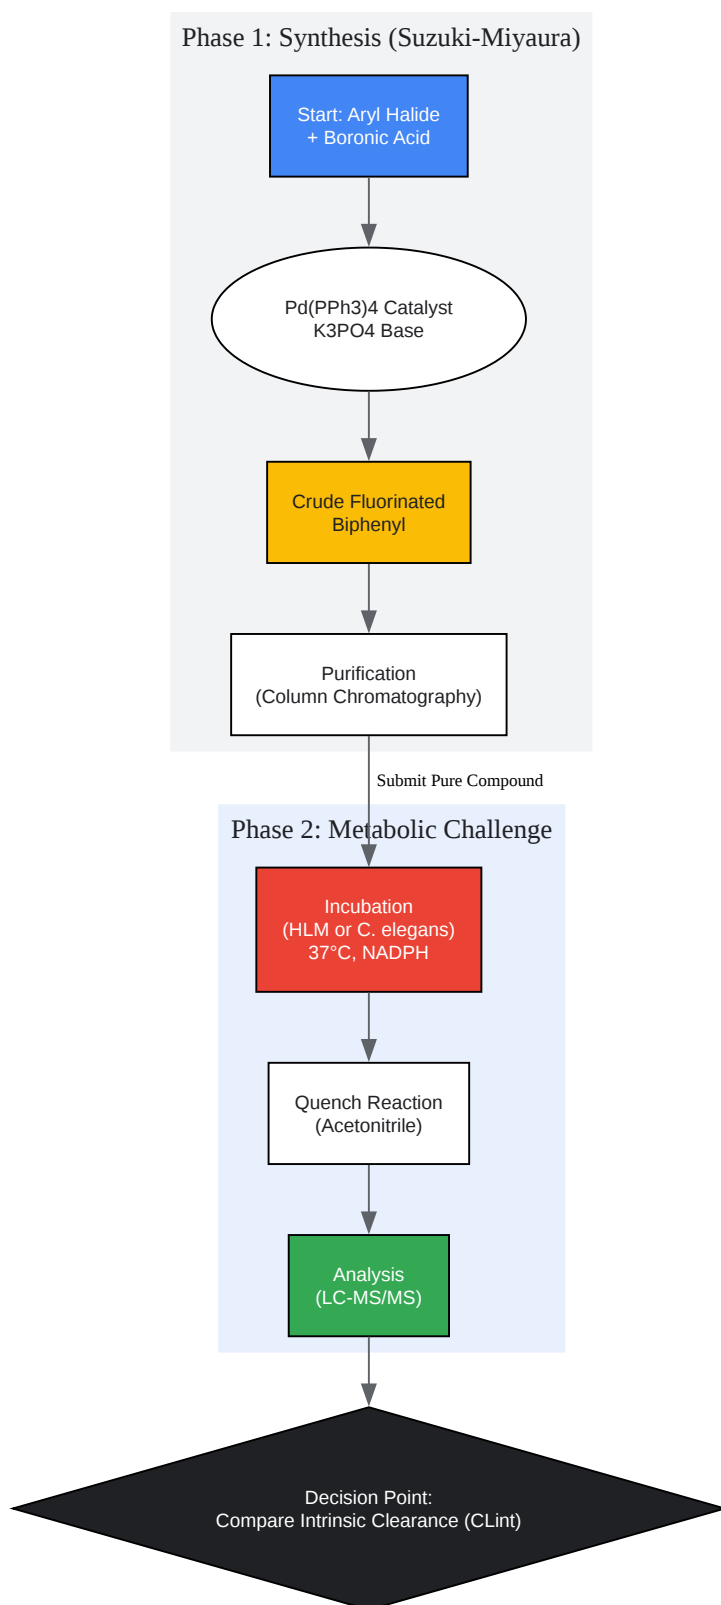 Phase 1: Synthesis (Suzuki-Miyaura)
Start: Aryl Halide
+ Boronic Acid
Pd(PPh3)4 Catalyst
K3PO4 Base
Crude Fluorinated
Biphenyl
Purification
(Column Chromatography)
Submit Pure Compound
Phase 2: Metabolic Challenge
Incubation
(HLM or C. elegans)
37°C, NADPH
Quench Reaction
(Acetonitrile)
Analysis
(LC-MS/MS)
Decision Point:
Compare Intrinsic Clearance (CLint)